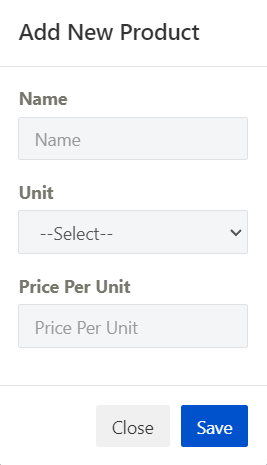 Add New Product
Name
Name
Unit
--Select--
Price Per Unit
Price Per Unit
Close Save